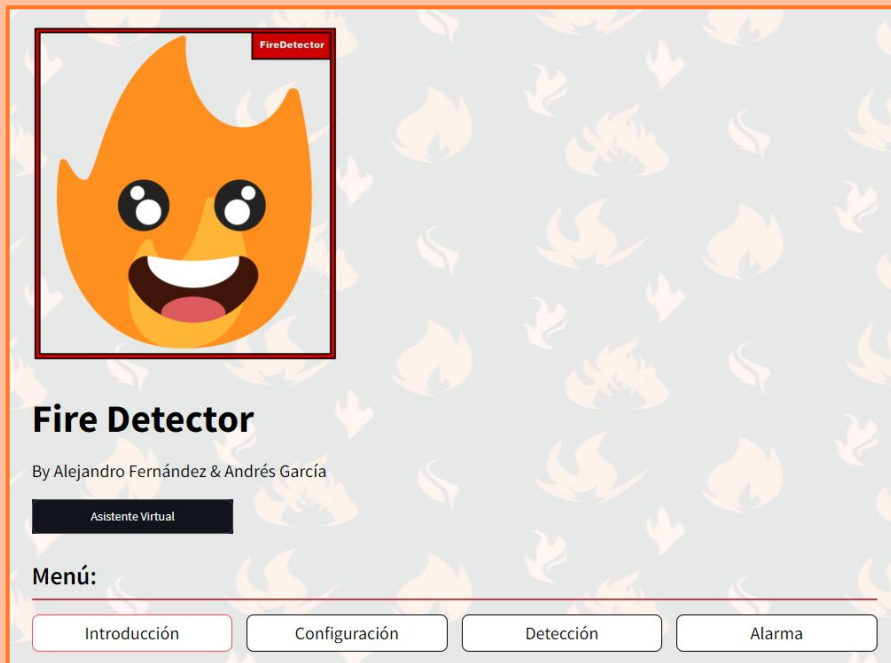 FireDetector
Fire Detector
By Alejandro Fernández & Andrés García
Asistente Virtual
Menú:
Introducción Configuración Detección Alarma